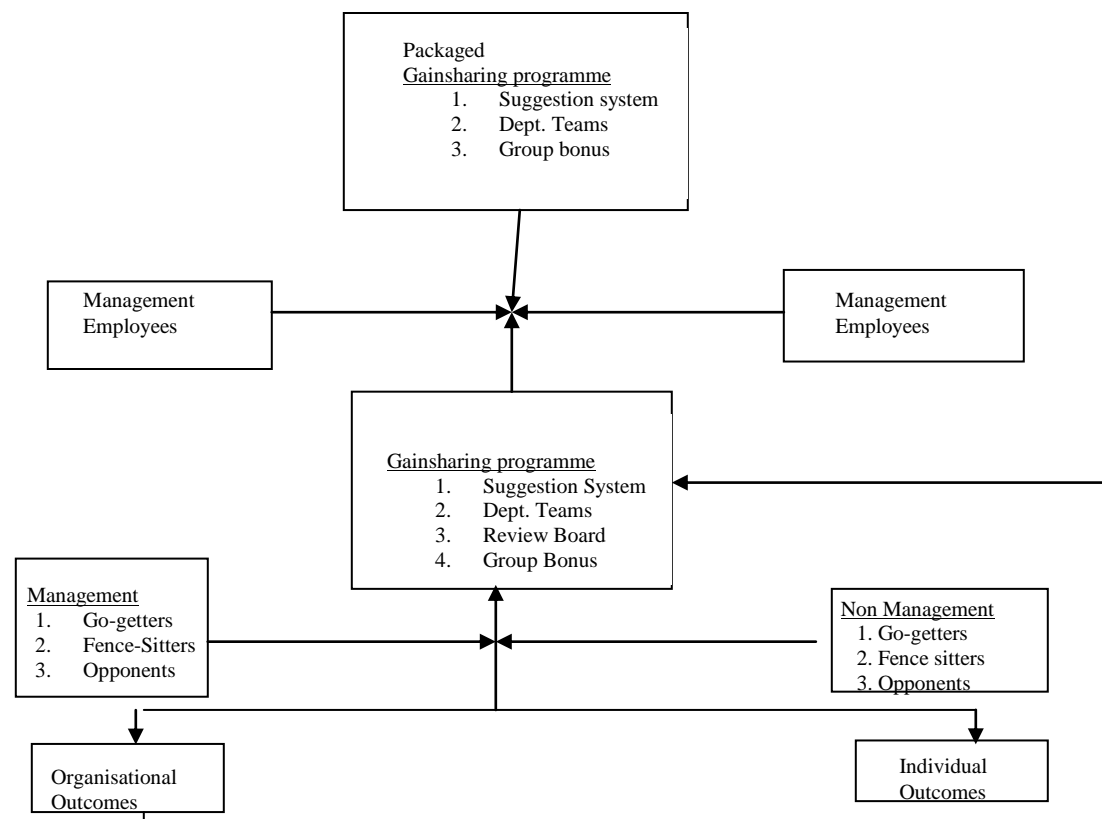 Packaged
Gainsharing programme
1. Suggestion system
2. Dept. Teams
3. Group bonus
Management
Employees
Management
Employees
Gainsharing programme
1. Suggestion System
2. Dept. Teams
3. Review Board
4. Group Bonus
Management
1. Go-getters
2. Fence-Sitters
3. Opponents
Non Management
1. Go-getters
2. Fence sitters
3. Opponents
Organisational
Outcomes
Individual
Outcomes